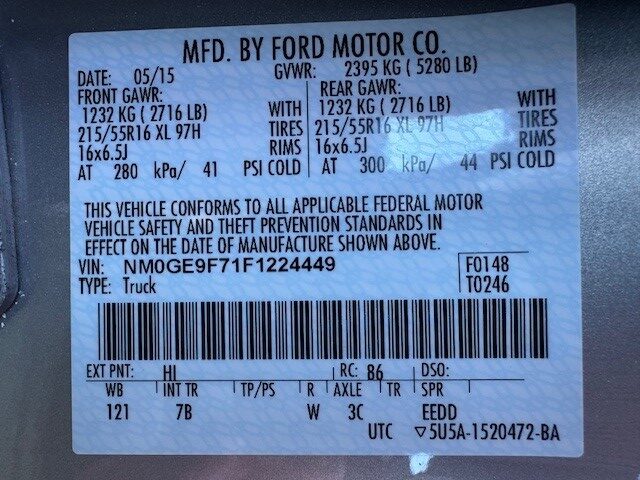 MFD. BY FORD MOTOR CO.
DATE: 05/15 GVWR: 2395 KG ( 5280 LB)
FRONT GAWR: REAR GAWR:
1232 KG ( 2716 LB) WITH 1232 KG ( 2716 LB) WITH
215/55R16 XL 97H TIRES 215/55R16 XL 97H TIRES
16x6.5J RIMS 16x6.5J RIMS
AT 280 kPa/ 41 PSI COLD AT 300 kPa/ 44 PSI COLD
THIS VEHICLE CONFORMS TO ALL APPLICABLE FEDERAL MOTOR
VEHICLE SAFETY AND THEFT PREVENTION STANDARDS IN
EFFECT ON THE DATE OF MANUFACTURE SHOWN ABOVE.
VIN: NM0GE9F71F1224449 F0148
TYPE: Truck T0246
EXT PNT: HI RC: 86 DSO:
WB INT TR TP/PS R AXLE TR SPR
121 7B W 3C EEDD
UTC ▽5U5A-1520472-BA